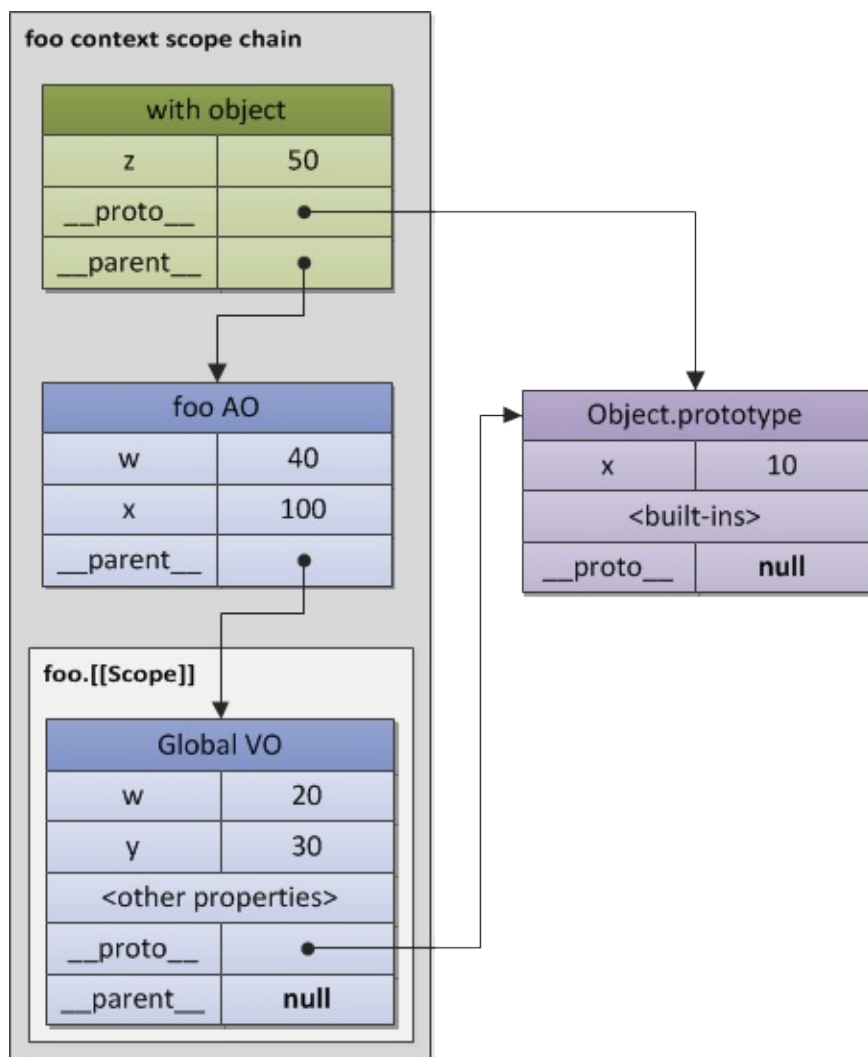 foo context scope chain
with object
z 50
__proto__
__parent__
foo AO
w 40
x 100
__parent__
Object.prototype
x 10
<built-ins>
__proto__ null
foo.[[Scope]]
Global VO
w 20
y 30
<other properties>
__proto__
__parent__ null